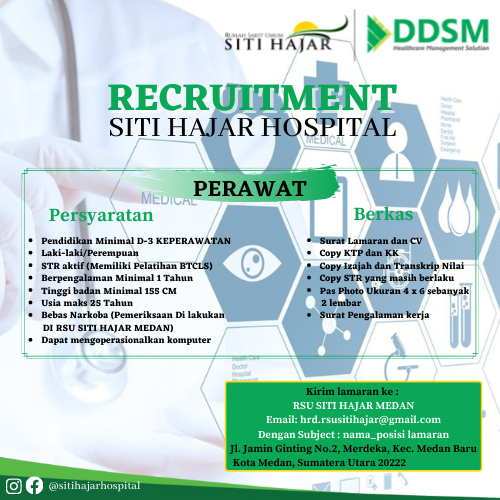 RUMAH SAKIT UMUM
SITI HAJAR
DDSM
Healthcare Management Solution
RECRUITMENT
SITI HAJAR HOSPITAL
MEDICAL
PERAWAT
Persyaratan
Pendidikan Minimal D-3 KEPERAWATAN
Laki-laki/Perempuan
STR aktif (Memiliki Pelatihan BTCLS)
Berpengalaman Minimal 1 Tahun
Tinggi badan Minimal 155 CM
Usia maks 25 Tahun
Bebas Narkoba (Pemeriksaan Di lakukan
DI RSU SITI HAJAR MEDAN)
Dapat mengoperasionalkan komputer
Berkas
Surat Lamaran dan CV
Copy KTP dan KK
Copy Izajah dan Transkrip Nilai
Copy STR yang masih berlaku
Pas Photo Ukuran 4 x 6 sebanyak
2 lembar
Surat Pengalaman kerja
MEDICAL
Kirim lamaran ke :
RSU SITI HAJAR MEDAN
Email: hrd.rsusitihajar@gmail.com
Dengan Subject : nama_posisi lamaran
Jl. Jamin Ginting No.2, Merdeka, Kec. Medan Baru
Kota Medan, Sumatera Utara 20222
@sitihajarhospital